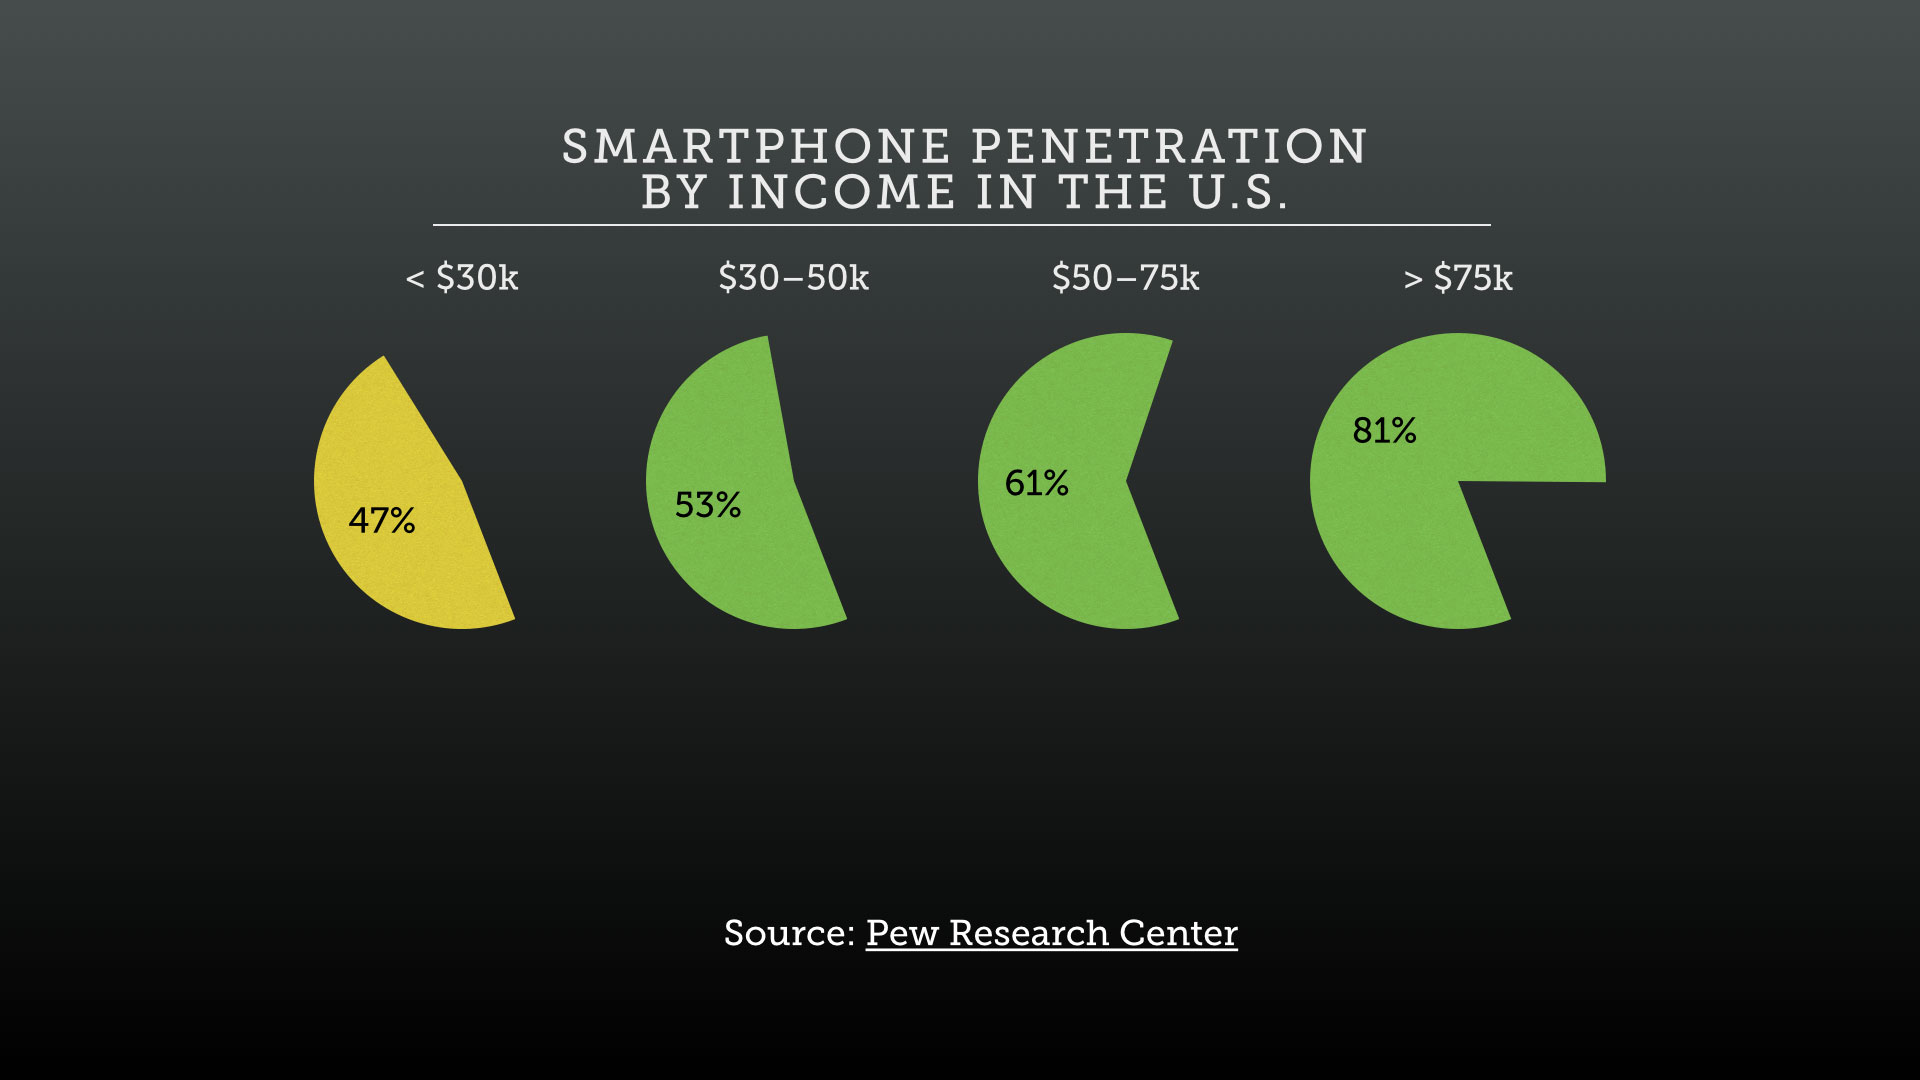 SMARTPHONE PENETRATION
BY INCOME IN THE U.S.
< $30k
$30–50k
$50–75k
> $75k
47%
53%
61%
81%
Source: Pew Research Center